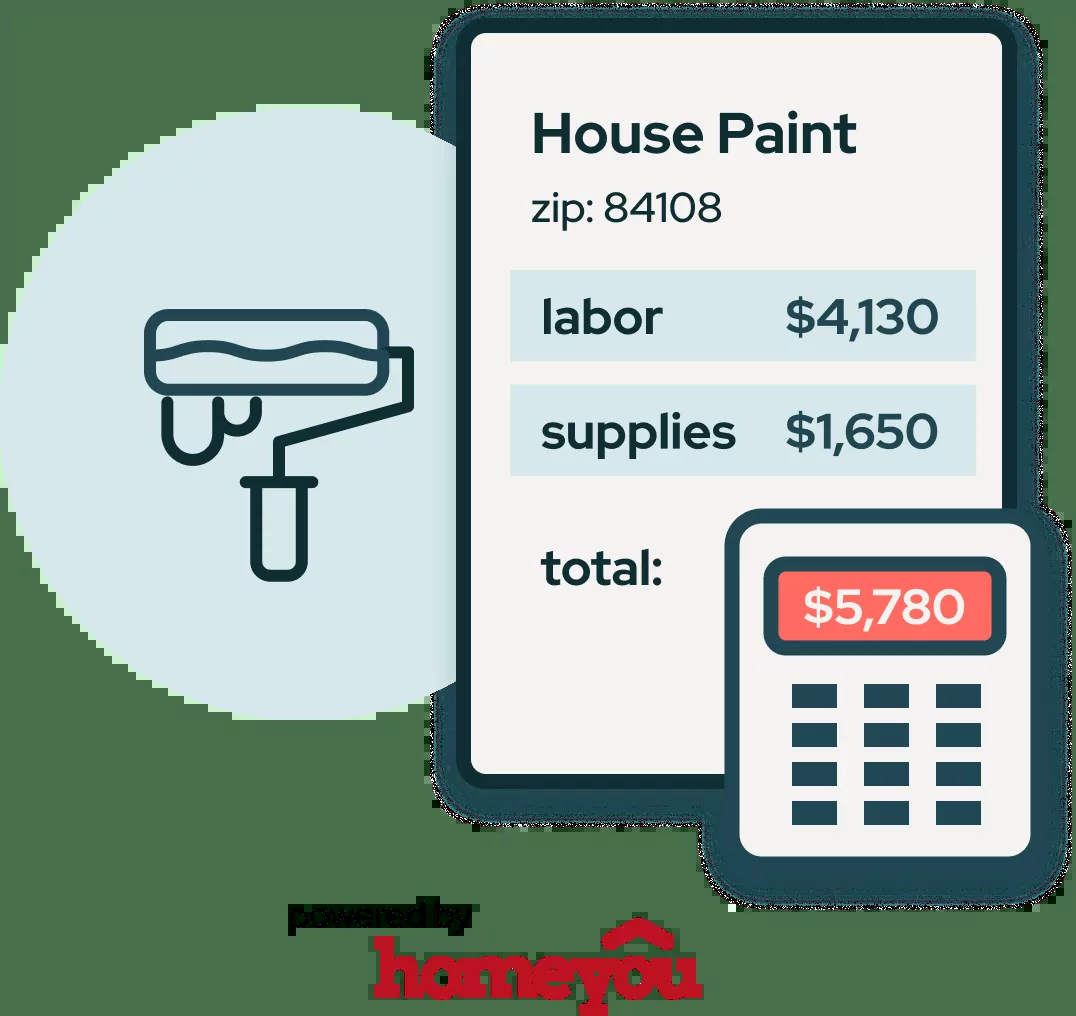 House Paint
zip: 84108
labor $4,130
supplies $1,650
total: $5,780
powered by
homeyou